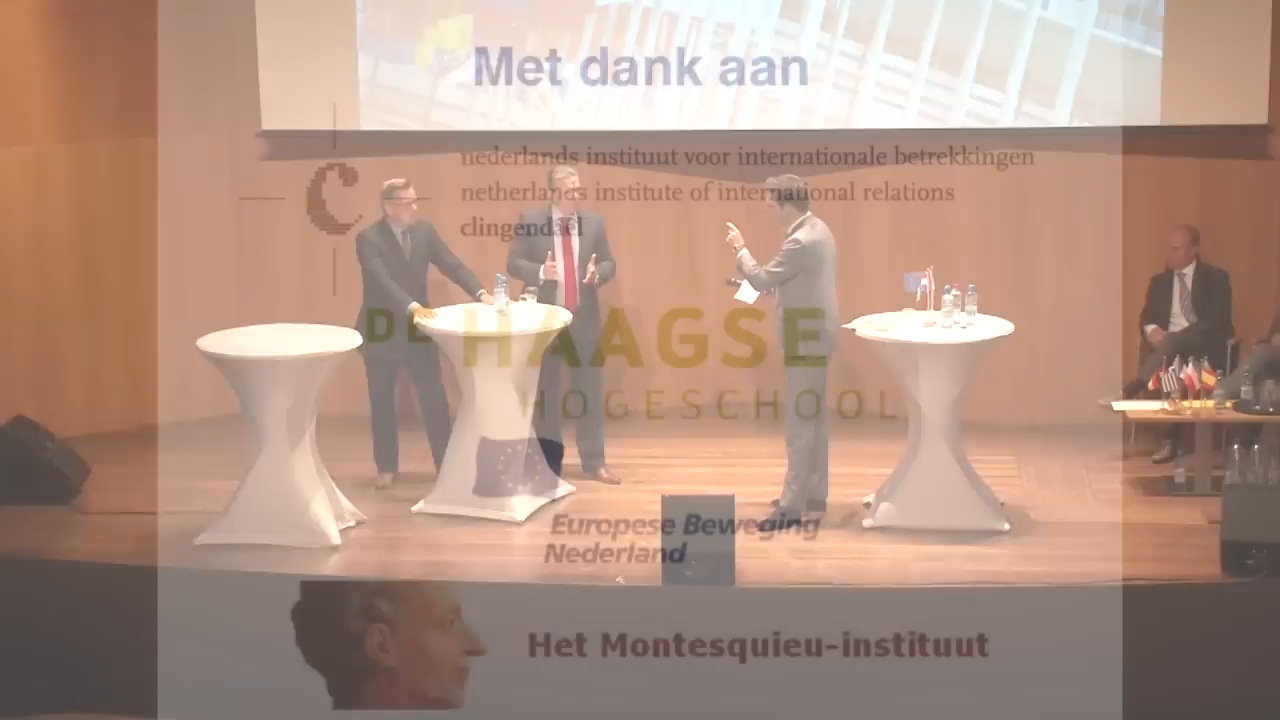 Met dank aan
nederlands instituut voor internationale betrekkingen
netherlands institute of international relations
clingendael
DE HAAGSE
HOGESCHOOL
Europese Beweging
Nederland
Het Montesquieu-instituut